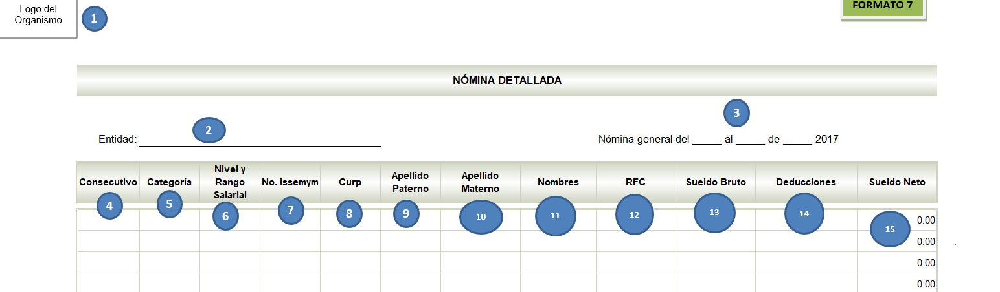 Logo del
Organismo
1
FORMATO 7
NÓMINA DETALLADA
3
2
Entidad: 
Nómina general del _____ al _____ de _____ 2017
Consecutivo
Categoría
Nivel y
Rango
Salarial
No. Issemym
Curp
Apellido
Paterno
Apellido
Materno
Nombres
RFC
Sueldo Bruto
Deducciones
Sueldo Neto
4
5
6
7
8
9
10
11
12
13
14
15
0.00
0.00
0.00
0.00